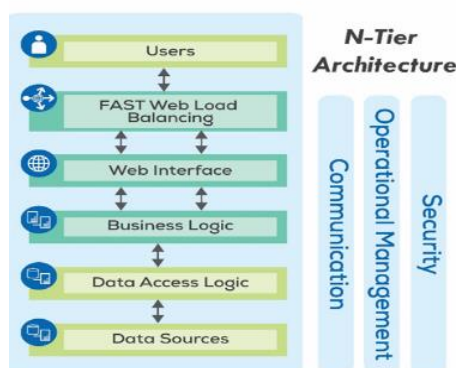 Users
FAST Web Load
Balancing
Web Interface
Business Logic
Data Access Logic
Data Sources
N-Tier
Architecture
Communication
Operational Management
Security